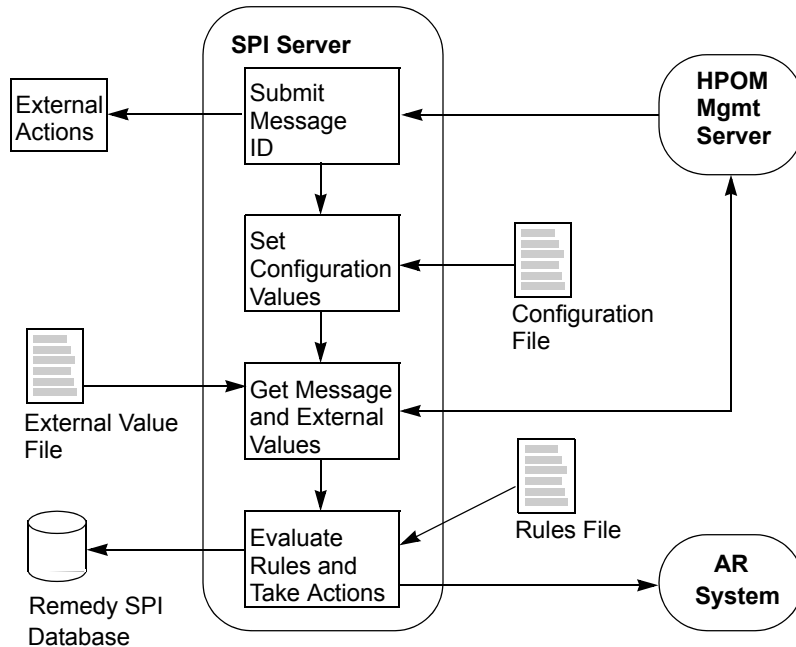 SPI Server
External
Actions
Submit
Message
ID
HPOM
Mgmt
Server
Set
Configuration
Values
Configuration
File
External Value
File
Get Message
and External
Values
Rules File
Evaluate
Rules and
Take Actions
Remedy SPI
Database
AR
System